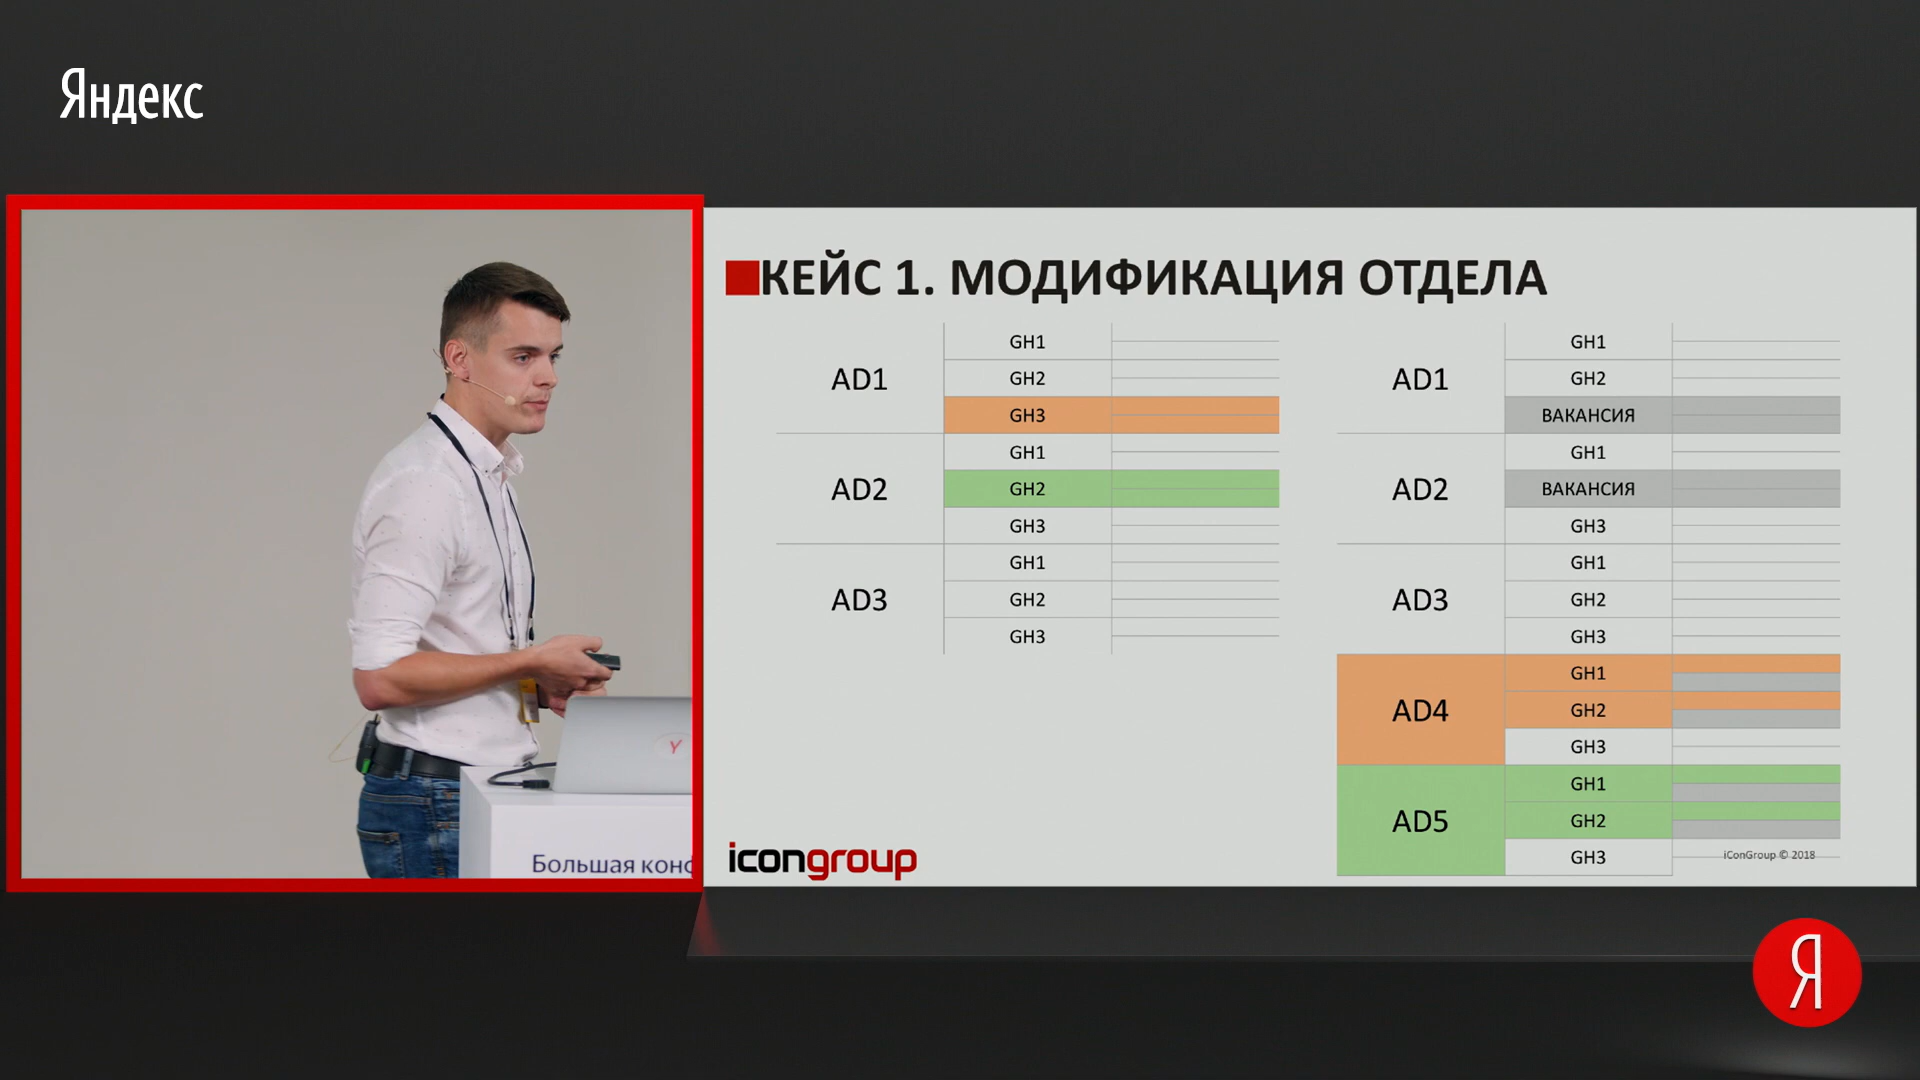 Яндекс
КЕЙС 1. МОДИФИКАЦИЯ ОТДЕЛА
AD1
GH1
GH2
GH3
AD2
GH1
GH2
GH3
AD3
GH1
GH2
GH3
AD1
GH1
GH2
ВАКАНСИЯ
AD2
GH1
ВАКАНСИЯ
GH3
AD3
GH1
GH2
GH3
AD4
GH1
GH2
GH3
AD5
GH1
GH2
GH3
icongroup
iConGroup © 2018
Y
Большая конф
Я